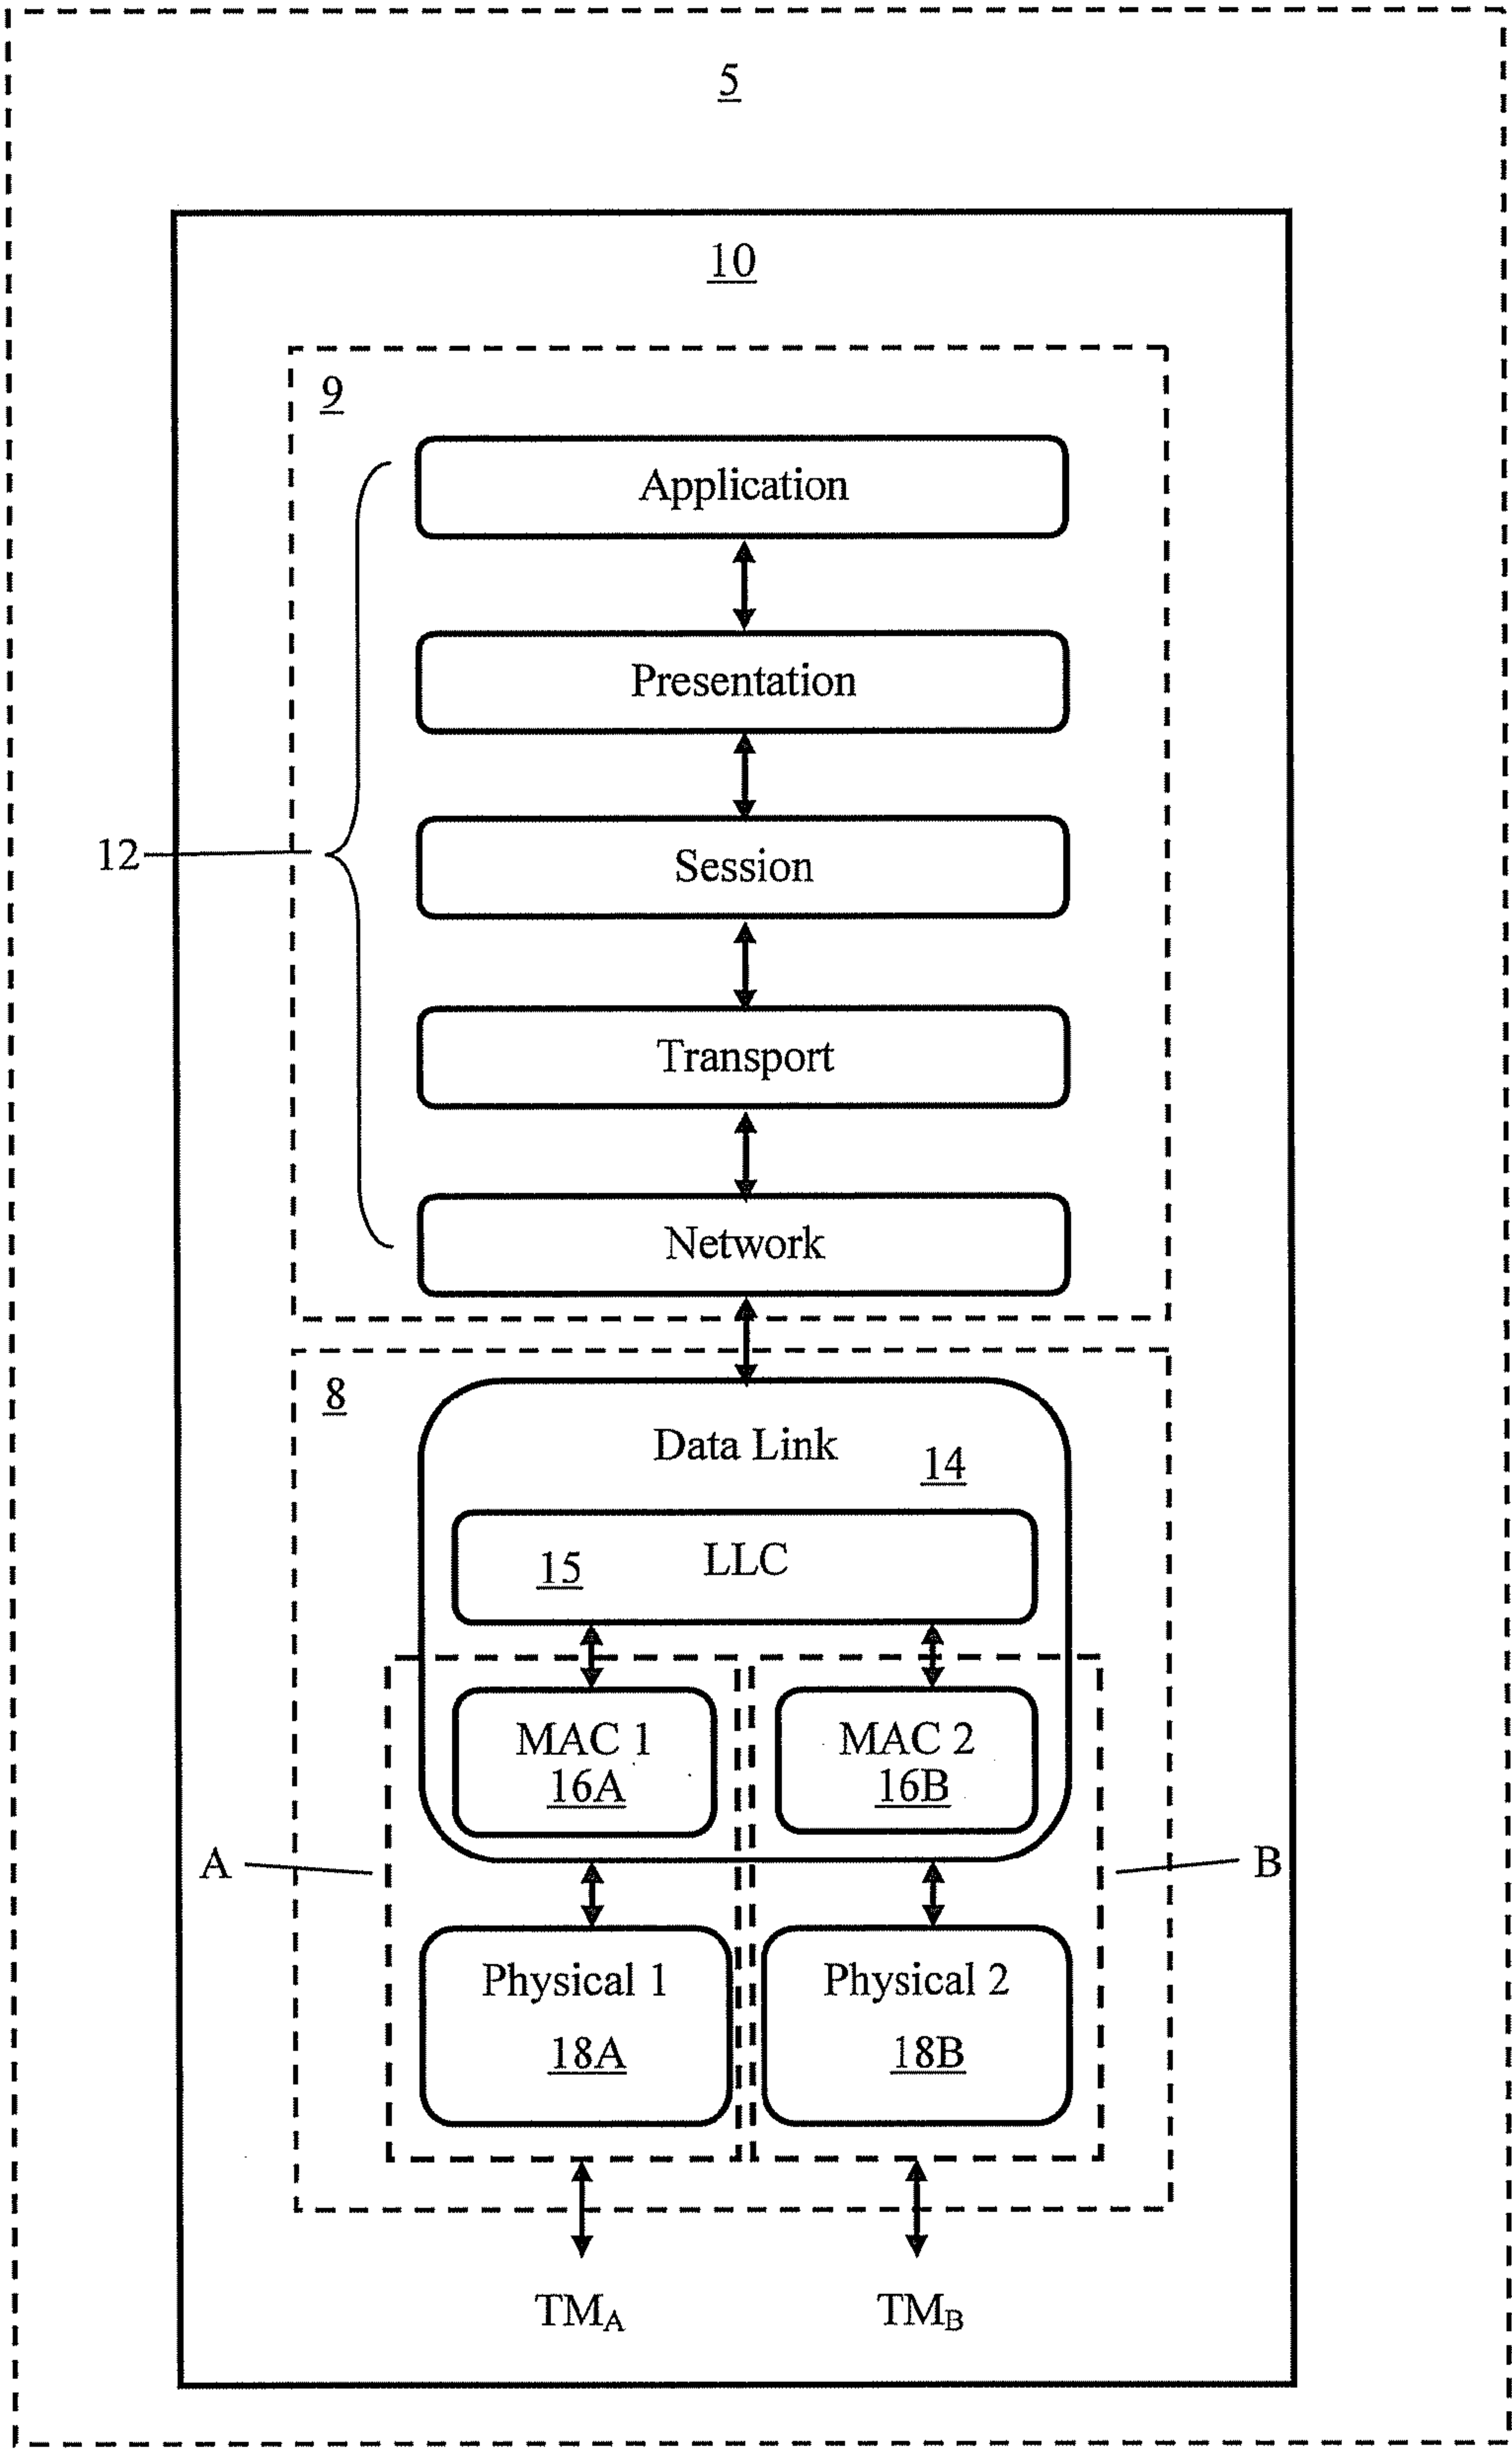 5
10
9
Application
Presentation
Session
12
Transport
Network
8
Data Link
14
15 LLC
MAC 1
16A
MAC 2
16B
A
B
Physical 1
18A
Physical 2
18B
TMA
TMB